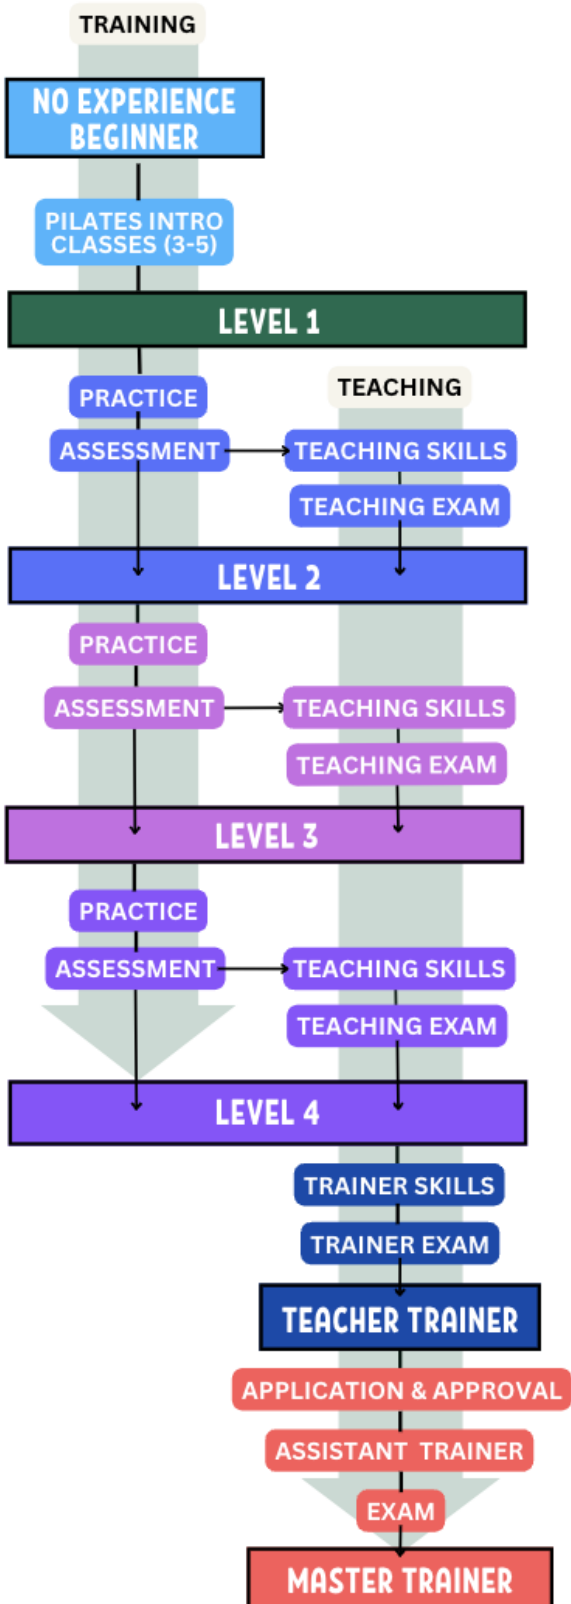 TRAINING
NO EXPERIENCE
BEGINNER
PILATES INTRO
CLASSES (3-5)
LEVEL 1
PRACTICE
TEACHING
ASSESSMENT
TEACHING SKILLS
TEACHING EXAM
LEVEL 2
PRACTICE
ASSESSMENT
TEACHING SKILLS
TEACHING EXAM
LEVEL 3
PRACTICE
ASSESSMENT
TEACHING SKILLS
TEACHING EXAM
LEVEL 4
TRAINER SKILLS
TRAINER EXAM
TEACHER TRAINER
APPLICATION & APPROVAL
ASSISTANT TRAINER
EXAM
MASTER TRAINER